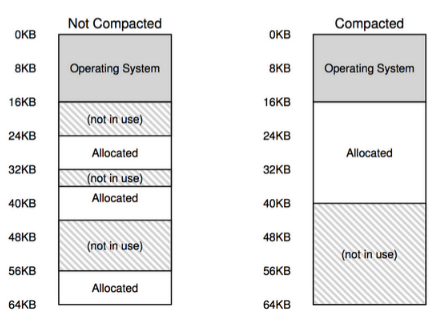 Not Compacted
0KB
8KB
Operating System
16KB
(not in use)
24KB
Allocated
32KB
(not in use)
Allocated
40KB
48KB
(not in use)
56KB
Allocated
64KB
Compacted
0KB
8KB
Operating System
16KB
24KB
Allocated
32KB
40KB
48KB
(not in use)
56KB
64KB